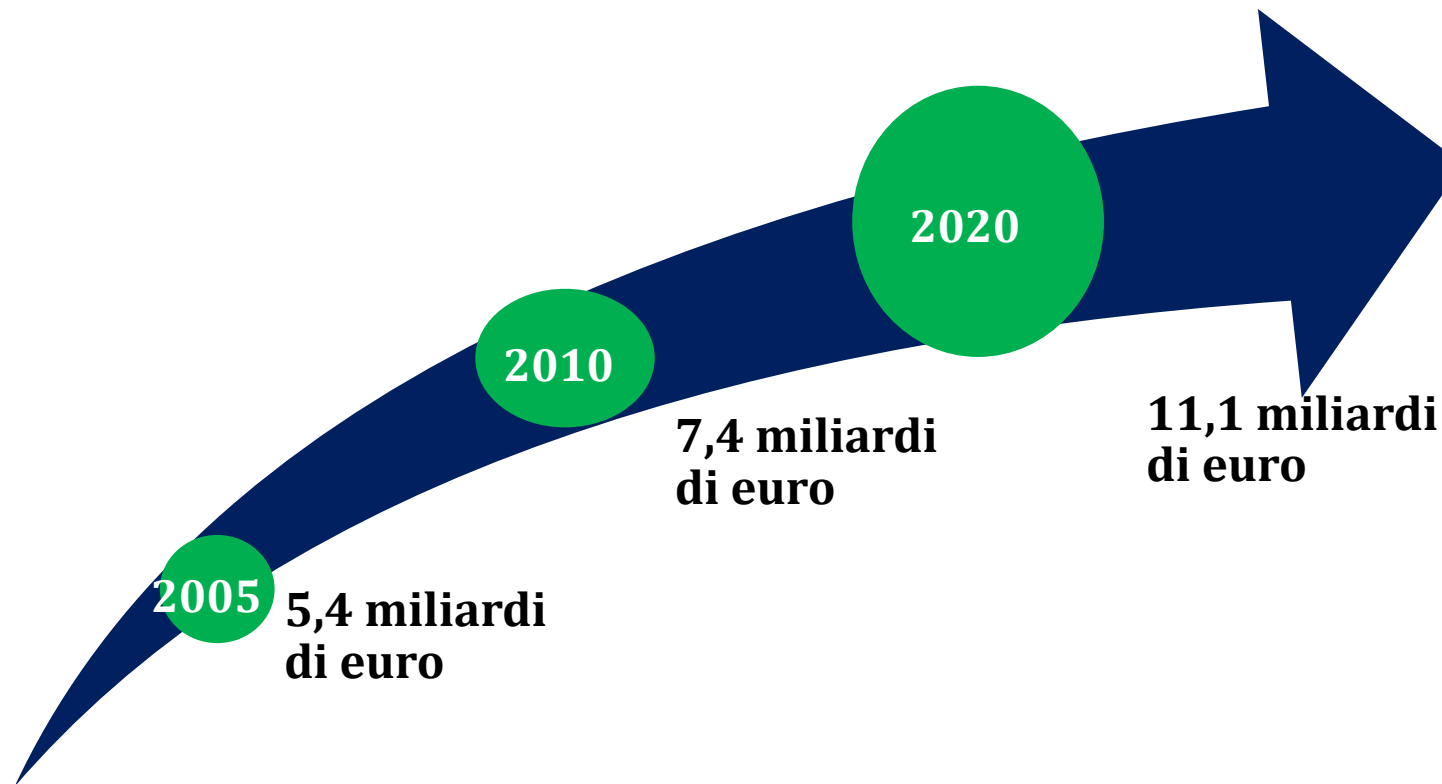 2005
5,4 miliardi
di euro
2010
7,4 miliardi
di euro
2020
11,1 miliardi
di euro